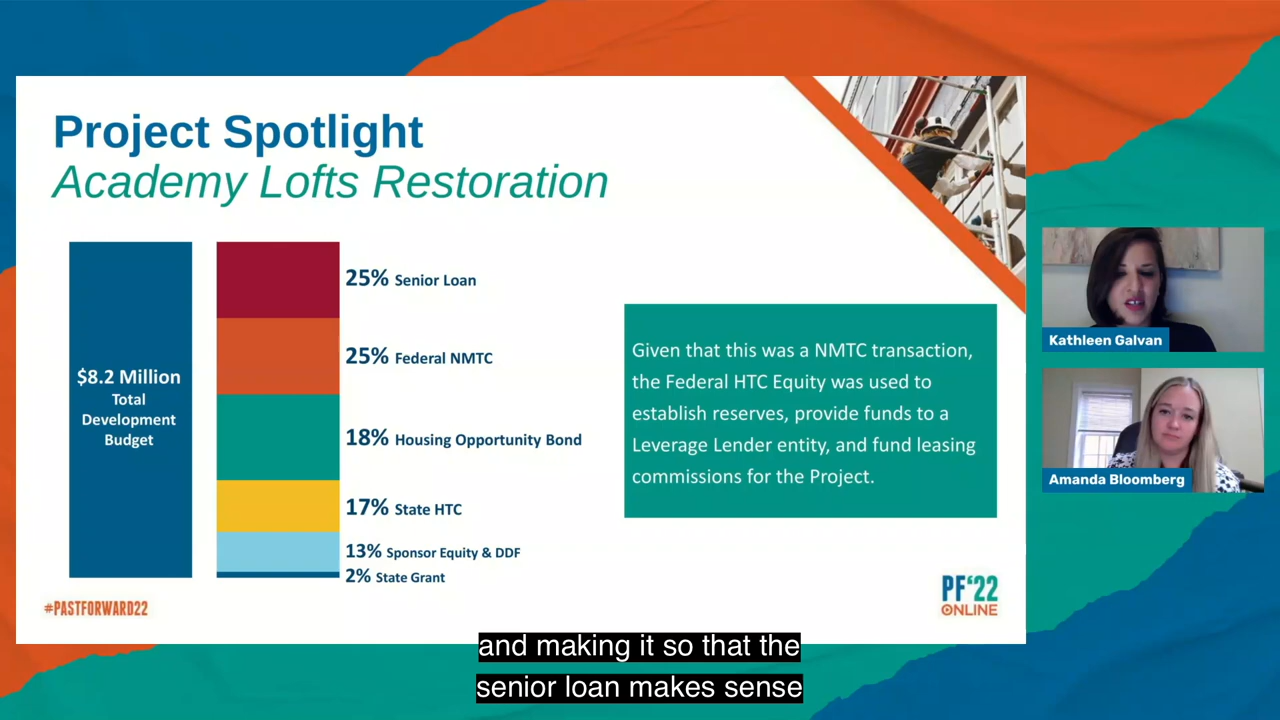 Project Spotlight
Academy Lofts Restoration
$8.2 Million
Total
Development
Budget
25% Senior Loan
25% Federal NMTC
18% Housing Opportunity Bond
17% State HTC
13% Sponsor Equity & DDF
2% State Grant
Given that this was a NMTC transaction,
the Federal HTC Equity was used to
establish reserves, provide funds to a
Leverage Lender entity, and fund leasing
commissions for the Project.
#PASTFORWARD22
PF'22
ONLINE
Kathleen Galvan
Amanda Bloomberg
and making it so that the
senior loan makes sense